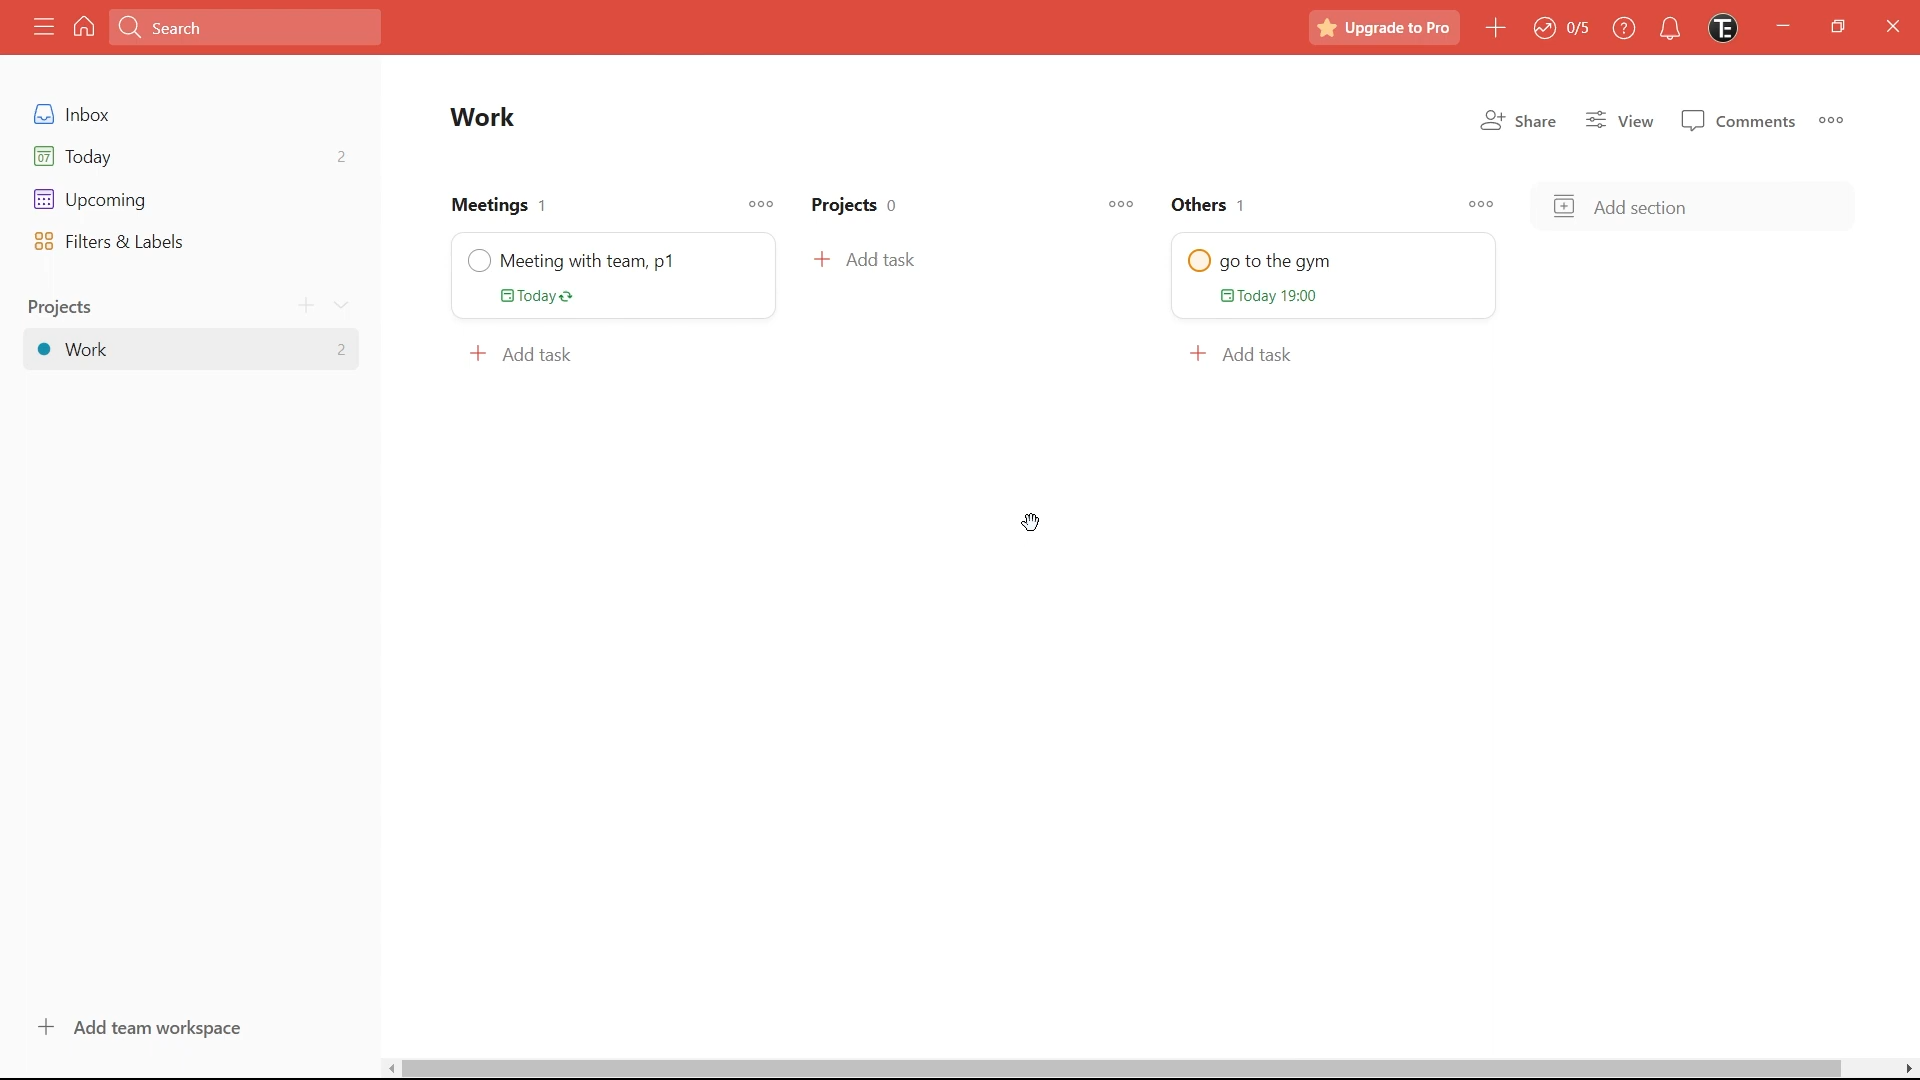 Search
Upgrade to Pro
0/5
?
TE
Inbox
07 Today 2
Upcoming
Filters & Labels
Projects
Work 2
Add team workspace
Work
Share View Comments
Meetings 1
Meeting with team, p1
Today
Add task
Projects 0
Add task
Others 1
go to the gym
Today 19:00
Add task
Add section